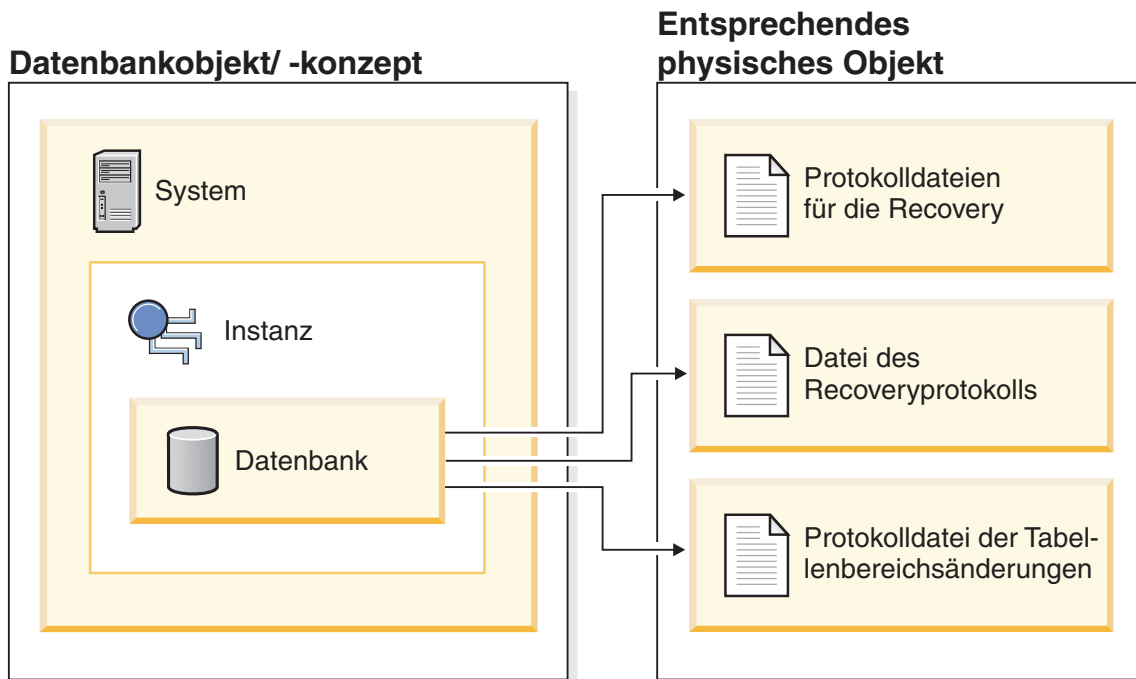 Datenbankobjekt/ -konzept
System
Instanz
Datenbank
Entsprechendes
physisches Objekt
Protokolldateien
für die Recovery
Datei des
Recoveryprotokolls
Protokolldatei der Tabel-
lenbereichsänderungen